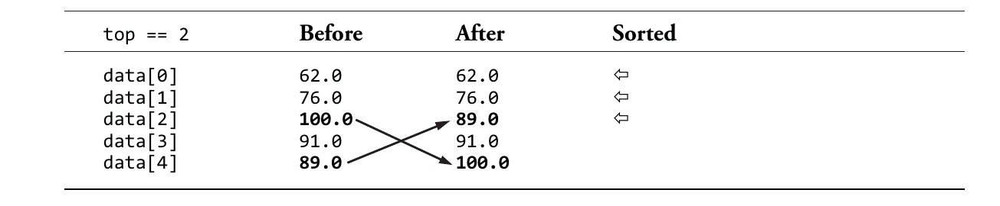 top == 2 Before After Sorted
data[0] 62.0 62.0 ⇦
data[1] 76.0 76.0 ⇦
data[2] 100.0 89.0 ⇦
data[3] 91.0 91.0
data[4] 89.0 100.0